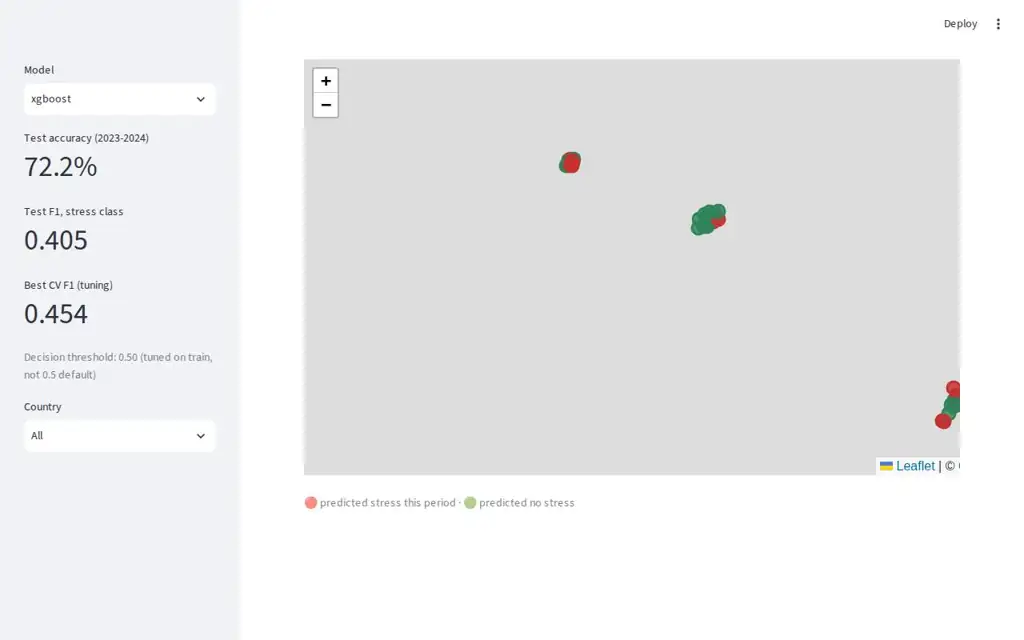 Deploy
Model
xgboost
Test accuracy (2023-2024)
72.2%
Test F1, stress class
0.405
Best CV F1 (tuning)
0.454
Decision threshold: 0.50 (tuned on train,
not 0.5 default)
Country
All
+
−
Leaflet | ©
predicted stress this period · predicted no stress